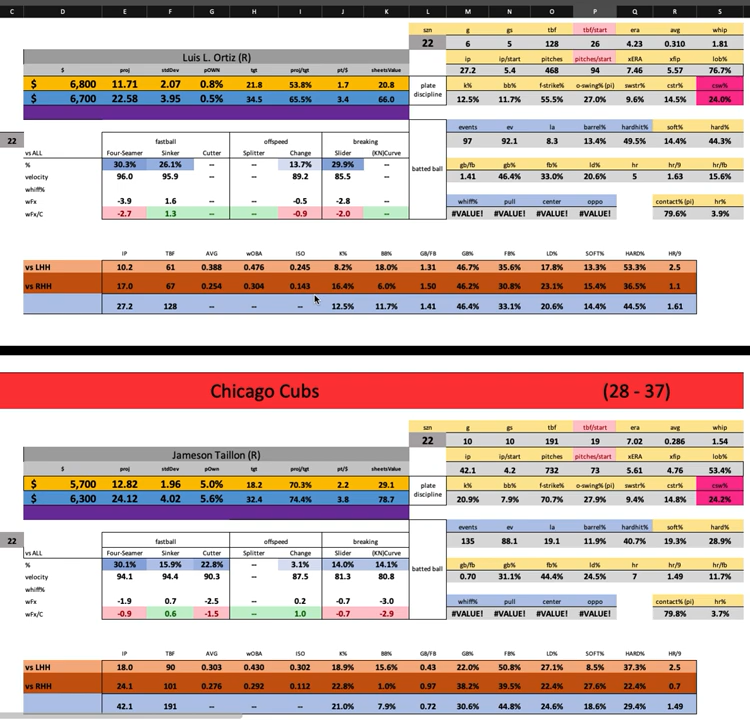 C D E F G H I J K L M N O P Q R S
szn g gs tbf tbf/start era avg whip
22 6 5 128 26 4.23 0.310 1.81
Luis L. Ortiz (R) ip ip/start pitches pitches/start xERA xfip lob%
$ proj stdDev pOWN tgt proj/tgt pt/$ sheetsValue 27.2 5.4 468 94 7.46 5.57 76.7%
$ 6,800 11.71 2.07 0.8% 21.8 53.8% 1.7 20.8 plate discipline k% bb% f-strike% o-swing% (pi) swstr% cstr% csw%
$ 6,700 22.58 3.95 0.5% 34.5 65.5% 3.4 66.0 12.5% 11.7% 55.5% 27.0% 9.6% 14.5% 24.0%
events ev la barrel% hardhit% soft% hard%
22 fastball offspeed breaking 97 92.1 8.3 13.4% 49.5% 14.4% 44.3%
vs ALL Four-Seamer Sinker Cutter Splitter Change Slider (KN)Curve
% 30.3% 26.1% -- -- 13.7% 29.9% -- batted ball gb/fb gb% fb% ld% hr hr/9 hr/fb
velocity 96.0 95.9 -- -- 89.2 85.5 -- 1.41 46.4% 33.0% 20.6% 5 1.63 15.6%
whiff%
wFx -3.9 1.6 -0.5 -2.8 whiff% pull center oppo contact% (pi) hr%
wFx/C -2.7 1.3 -- -- -0.9 -2.0 -- #VALUE! #VALUE! #VALUE! #VALUE! 79.6% 3.9%
IP TBF AVG wOBA ISO K% BB% GB/FB GB% FB% LD% SOFT% HARD% HR/9
vs LHH 10.2 61 0.388 0.476 0.245 8.2% 18.0% 1.31 46.7% 35.6% 17.8% 13.3% 53.3% 2.5
vs RHH 17.0 67 0.254 0.304 0.143 16.4% 6.0% 1.50 46.2% 30.8% 23.1% 15.4% 36.5% 1.1
27.2 128 -- -- 12.5% 11.7% 1.41 46.4% 33.1% 20.6% 14.4% 44.5% 1.61
Chicago Cubs (28 - 37)
szn g gs tbf tbf/start era avg whip
22 10 10 191 19 7.02 0.286 1.54
Jameson Taillon (R) ip ip/start pitches pitches/start xERA xfip lob%
$ proj stdDev pOwn tgt proj/tgt pt/$ sheetsValue 42.1 4.2 732 73 5.61 4.76 53.4%
$ 5,700 12.82 1.96 5.0% 18.2 70.3% 2.2 29.1 plate discipline k% bb% f-strike% o-swing% (pi) swstr% cstr% csw%
$ 6,300 24.12 4.02 5.6% 32.4 74.4% 3.8 78.7 20.9% 7.9% 70.7% 27.9% 9.4% 14.8% 24.2%
events ev la barrel% hardhit% soft% hard%
22 fastball offspeed breaking 135 88.1 19.1 11.9% 40.7% 19.3% 28.9%
vs ALL Four-Seamer Sinker Cutter Splitter Change Slider (KN)Curve
% 30.1% 15.9% 22.8% -- 3.1% 14.0% 14.1% batted ball gb/fb gb% fb% ld% hr hr/9 hr/fb
velocity 94.1 94.4 90.3 -- 87.5 81.3 80.8 0.70 31.1% 44.4% 24.5% 7 1.49 11.7%
whiff%
wFx -1.9 0.7 -2.5 0.2 -0.7 -3.0 whiff% pull center oppo contact% (pi) hr%
wFx/C -0.9 0.6 -1.5 -- 1.0 -0.7 -2.9 #VALUE! #VALUE! #VALUE! #VALUE! 79.8% 3.7%
IP TBF AVG wOBA ISO K% BB% GB/FB GB% FB% LD% SOFT% HARD% HR/9
vs LHH 18.0 90 0.303 0.430 0.302 18.9% 15.6% 0.43 22.0% 50.8% 27.1% 8.5% 37.3% 2.5
vs RHH 24.1 101 0.276 0.292 0.112 22.8% 1.0% 0.97 38.2% 39.5% 22.4% 27.6% 22.4% 0.7
42.1 191 -- -- 21.0% 7.9% 0.72 30.6% 44.8% 24.6% 18.6% 29.4% 1.49